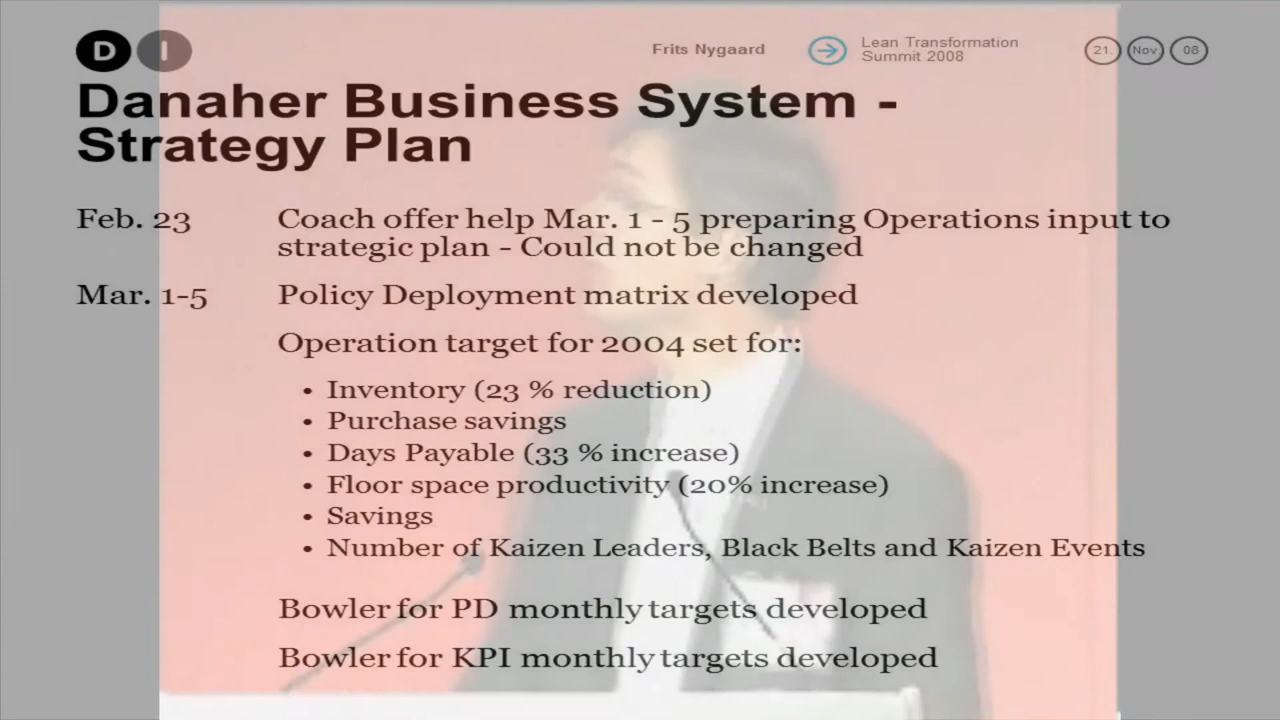 D I
Frits Nygaard
Lean Transformation
Summit 2008
21. Nov. 08
Danaher Business System -
Strategy Plan
Feb. 23 Coach offer help Mar. 1 - 5 preparing Operations input to
strategic plan - Could not be changed
Mar. 1-5 Policy Deployment matrix developed
Operation target for 2004 set for:
• Inventory (23 % reduction)
• Purchase savings
• Days Payable (33 % increase)
• Floor space productivity (20% increase)
• Savings
• Number of Kaizen Leaders, Black Belts and Kaizen Events
Bowler for PD monthly targets developed
Bowler for KPI monthly targets developed